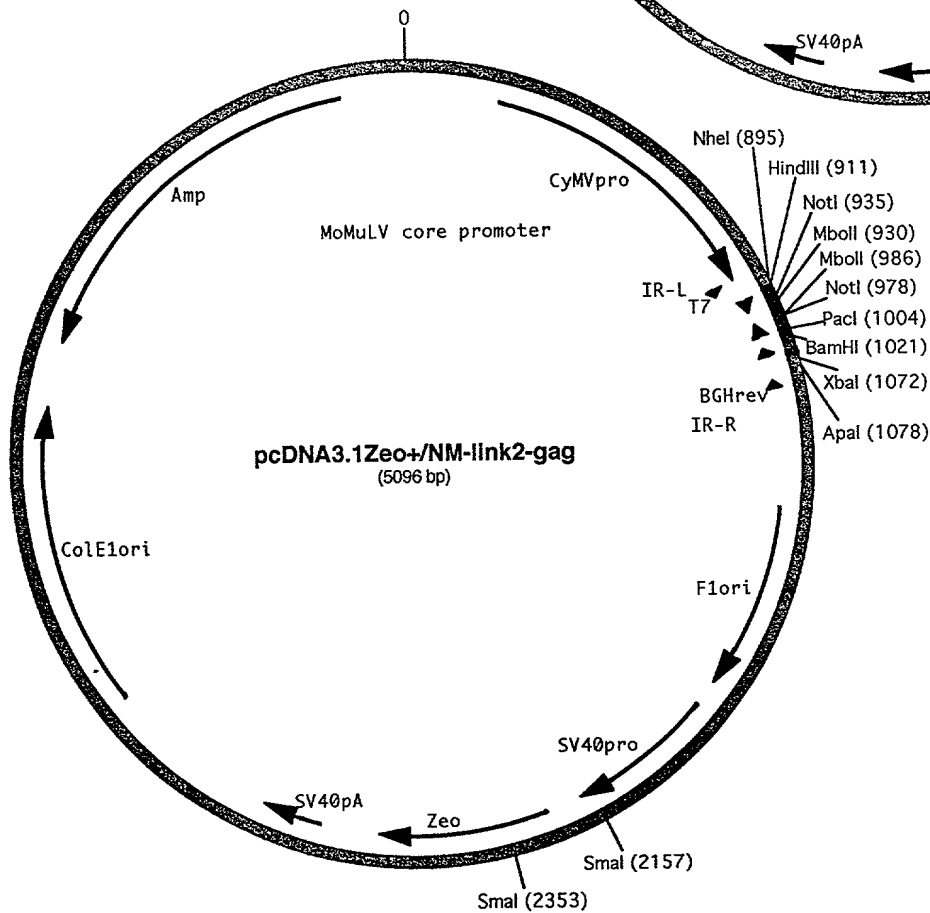 0
SV40pA
NheI (895)
HindIII (911)
NotI (935)
MboII (930)
MboII (986)
NotI (978)
PacI (1004)
BamHI (1021)
XbaI (1072)
ApaI (1078)
CyMVpro
Amp
MoMuLV core promoter
IR-L
T7
BGHrev
IR-R
pcDNA3.1Zeo+/NM-link2-gag
(5096 bp)
ColE1ori
F1ori
SV40pro
SV40pA
Zeo
SmaI (2157)
SmaI (2353)